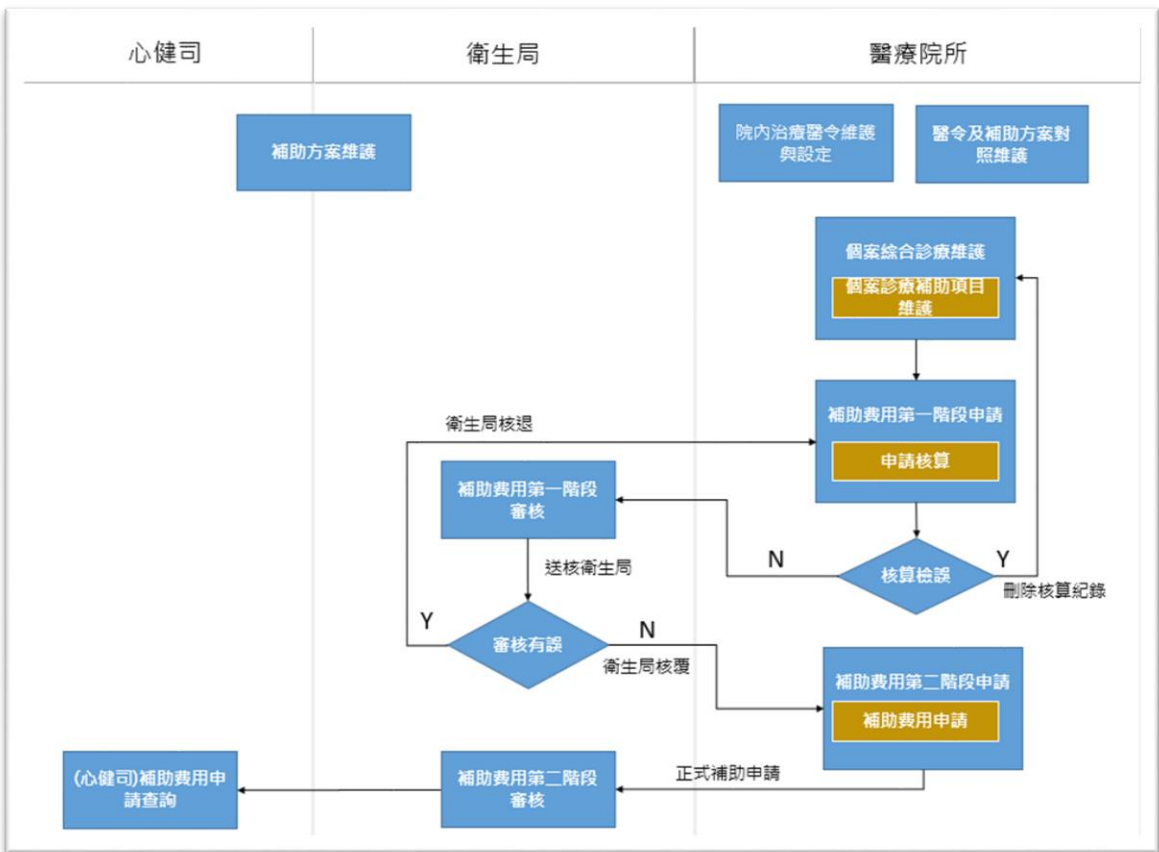 心健司
衛生局
醫療院所
補助方案維護
院內治療醫令維護
與設定
醫令及補助方案對
照維護
個案綜合診療維護
個案診療補助項目
維護
補助費用第一階段申請
申請核算
衛生局核退
補助費用第一階段
審核
送核衛生局
N
核算檢誤
Y
刪除核算紀錄
Y
審核有誤
N
衛生局核覆
補助費用第二階段申請
補助費用申請
正式補助申請
補助費用第二階段
審核
(心健司)補助費用申
請查詢